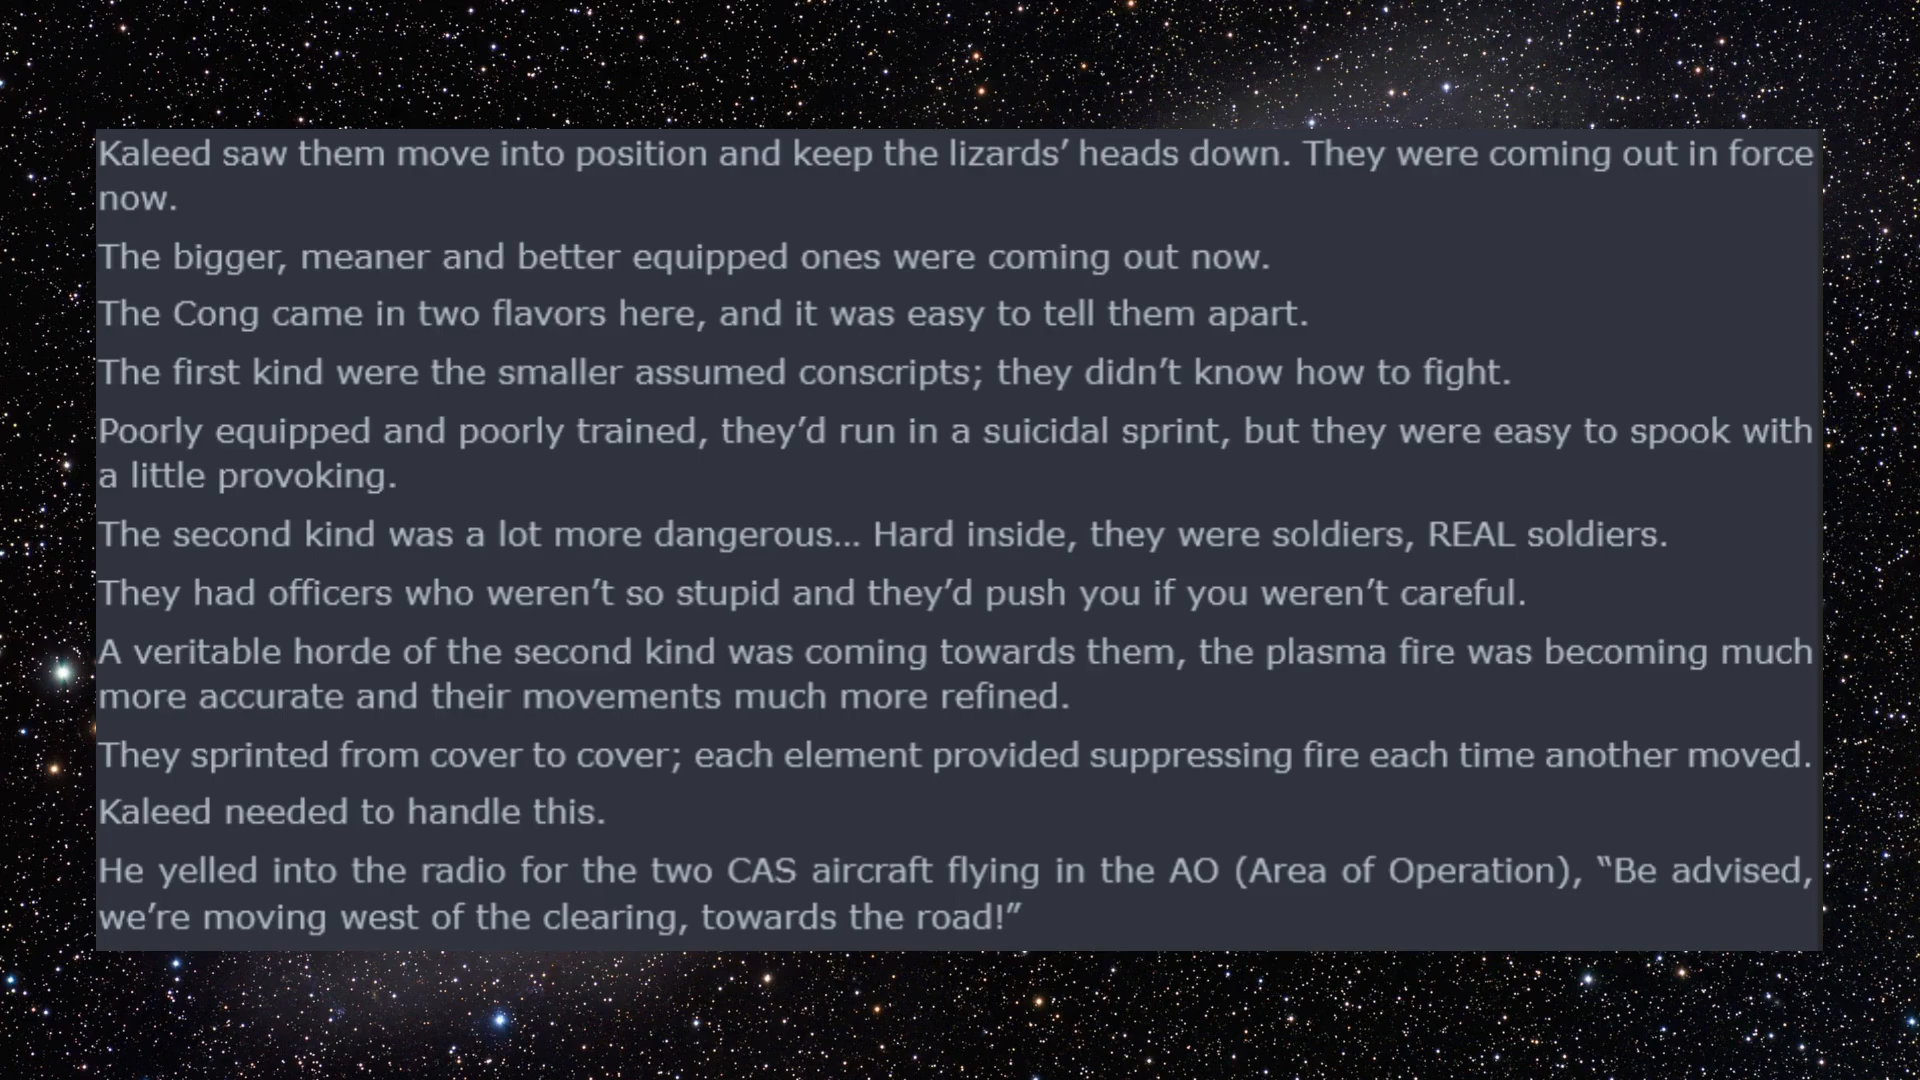 Kaleed saw them move into position and keep the lizards’ heads down. They were coming out in force
now.
The bigger, meaner and better equipped ones were coming out now.
The Cong came in two flavors here, and it was easy to tell them apart.
The first kind were the smaller assumed conscripts; they didn’t know how to fight.
Poorly equipped and poorly trained, they’d run in a suicidal sprint, but they were easy to spook with
a little provoking.
The second kind was a lot more dangerous… Hard inside, they were soldiers, REAL soldiers.
They had officers who weren’t so stupid and they’d push you if you weren’t careful.
A veritable horde of the second kind was coming towards them, the plasma fire was becoming much
more accurate and their movements much more refined.
They sprinted from cover to cover; each element provided suppressing fire each time another moved.
Kaleed needed to handle this.
He yelled into the radio for the two CAS aircraft flying in the AO (Area of Operation), “Be advised,
we’re moving west of the clearing, towards the road!”